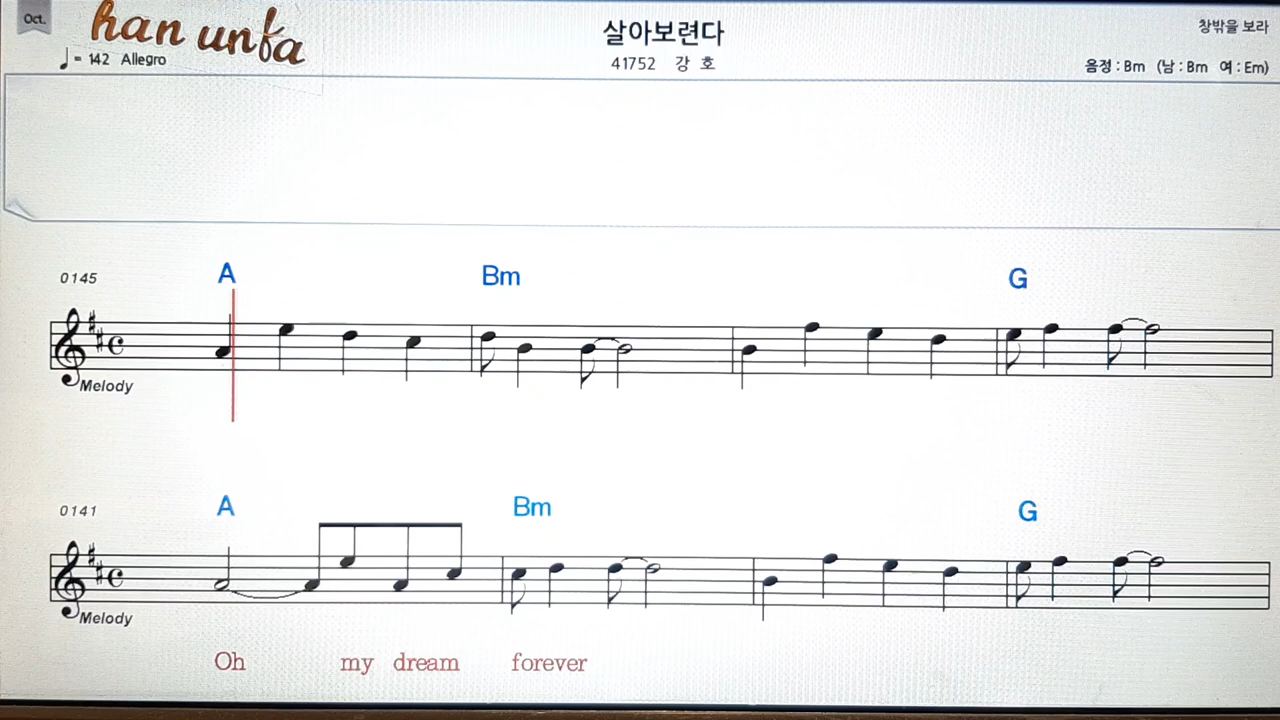 Oct.
han unfa
♩= 142 Allegro
살아보련다
41752 강 호
창밖을 보라
음정 : Bm (남 : Bm 여 : Em)
0145
A Bm G
Melody
0141
A Bm G
Melody
Oh my dream forever